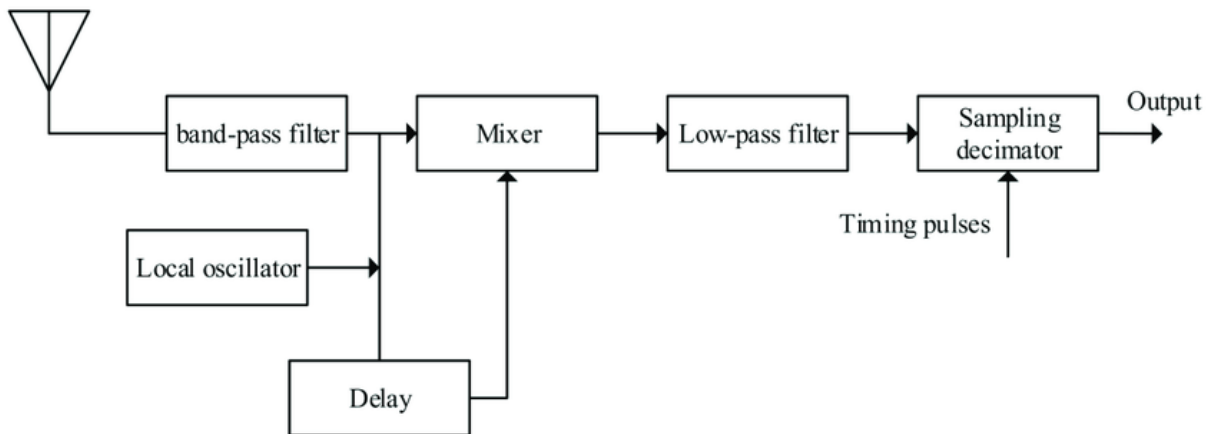 band-pass filter
Mixer
Low-pass filter
Sampling
decimator
Output
Local oscillator
Timing pulses
Delay